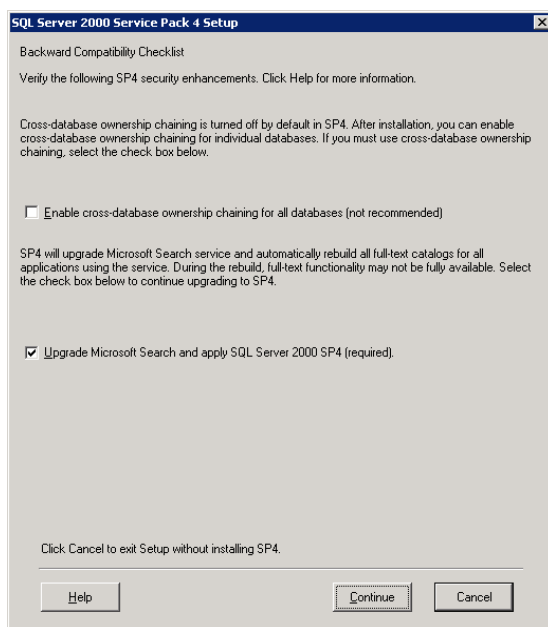 SQL Server 2000 Service Pack 4 Setup
Backward Compatibility Checklist
Verify the following SP4 security enhancements. Click Help for more information.
Cross-database ownership chaining is turned off by default in SP4. After installation, you can enable
cross-database ownership chaining for individual databases. If you must use cross-database ownership
chaining, select the check box below.
Enable cross-database ownership chaining for all databases (not recommended)
SP4 will upgrade Microsoft Search service and automatically rebuild all full-text catalogs for all
applications using the service. During the rebuild, full-text functionality may not be fully available. Select
the check box below to continue upgrading to SP4.
Upgrade Microsoft Search and apply SQL Server 2000 SP4 (required).
Click Cancel to exit Setup without installing SP4.
Help
Continue
Cancel